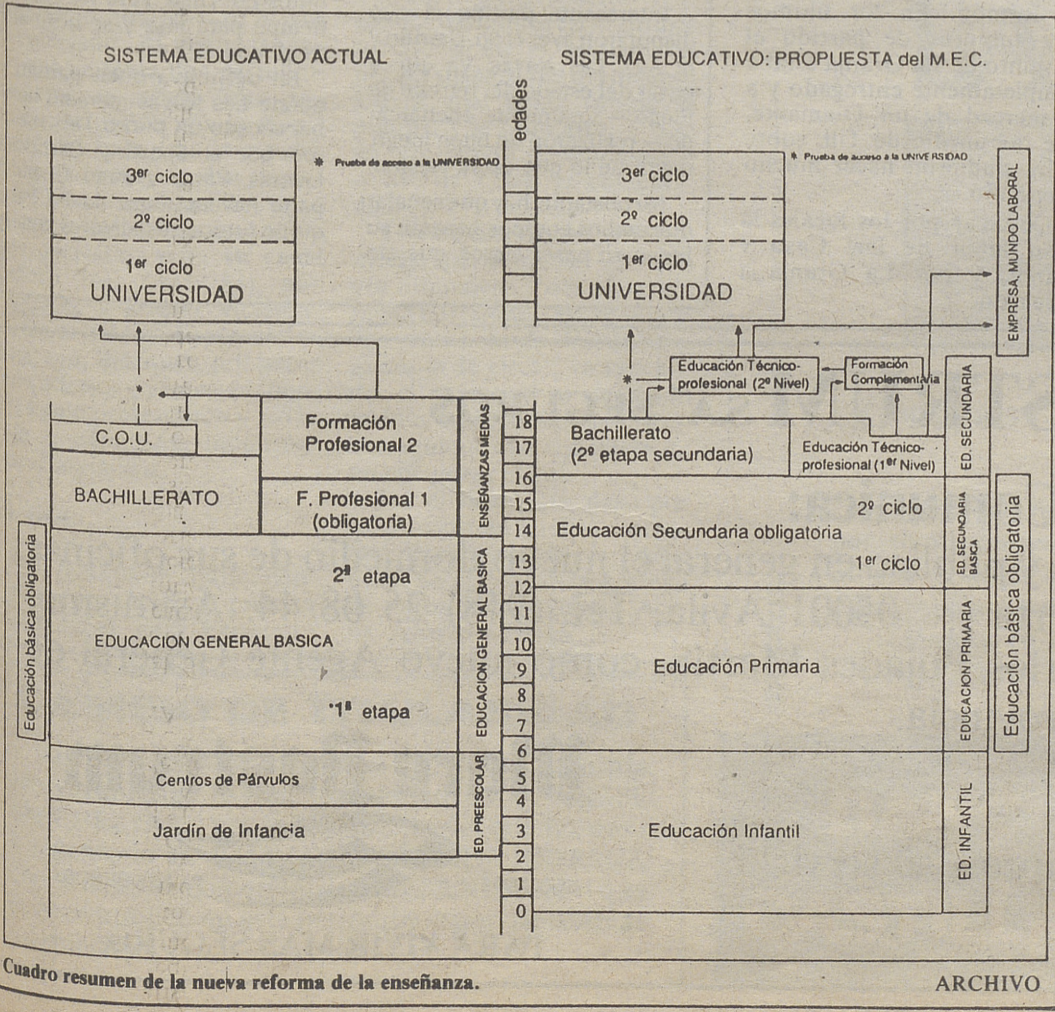 SISTEMA EDUCATIVO ACTUAL
* Prueba de acceso a la UNIVERSIDAD
3er ciclo
2º ciclo
1er ciclo
UNIVERSIDAD
*
C.O.U.
BACHILLERATO
Formación
Profesional 2
F. Profesional 1
(obligatoria)
ENSEÑANZAS MEDIAS
Educación básica obligatoria
2ª etapa
EDUCACION GENERAL BASICA
1ª etapa
EDUCACION GENERAL BASICA
Centros de Párvulos
Jardín de Infancia
ED. PREESCOLAR
edades
18
17
16
15
14
13
12
11
10
9
8
7
6
5
4
3
2
1
0
SISTEMA EDUCATIVO: PROPUESTA del M.E.C.
* Prueba de acceso a la UNIVERSIDAD
3er ciclo
2º ciclo
1er ciclo
UNIVERSIDAD
EMPRESA, MUNDO LABORAL
*
Educación Técnico-
profesional (2º Nivel)
Formación
Complementaria
Bachillerato
(2º etapa secundaria)
Educación Técnico-
profesional (1er Nivel)
ED. SECUNDARIA
2º ciclo
Educación Secundaria obligatoria
1er ciclo
ED. SECUNDARIA
BASICA
Educación Primaria
EDUCACION PRIMARIA
Educación básica obligatoria
Educación Infantil
ED. INFANTIL
Cuadro resumen de la nueva reforma de la enseñanza.
ARCHIVO